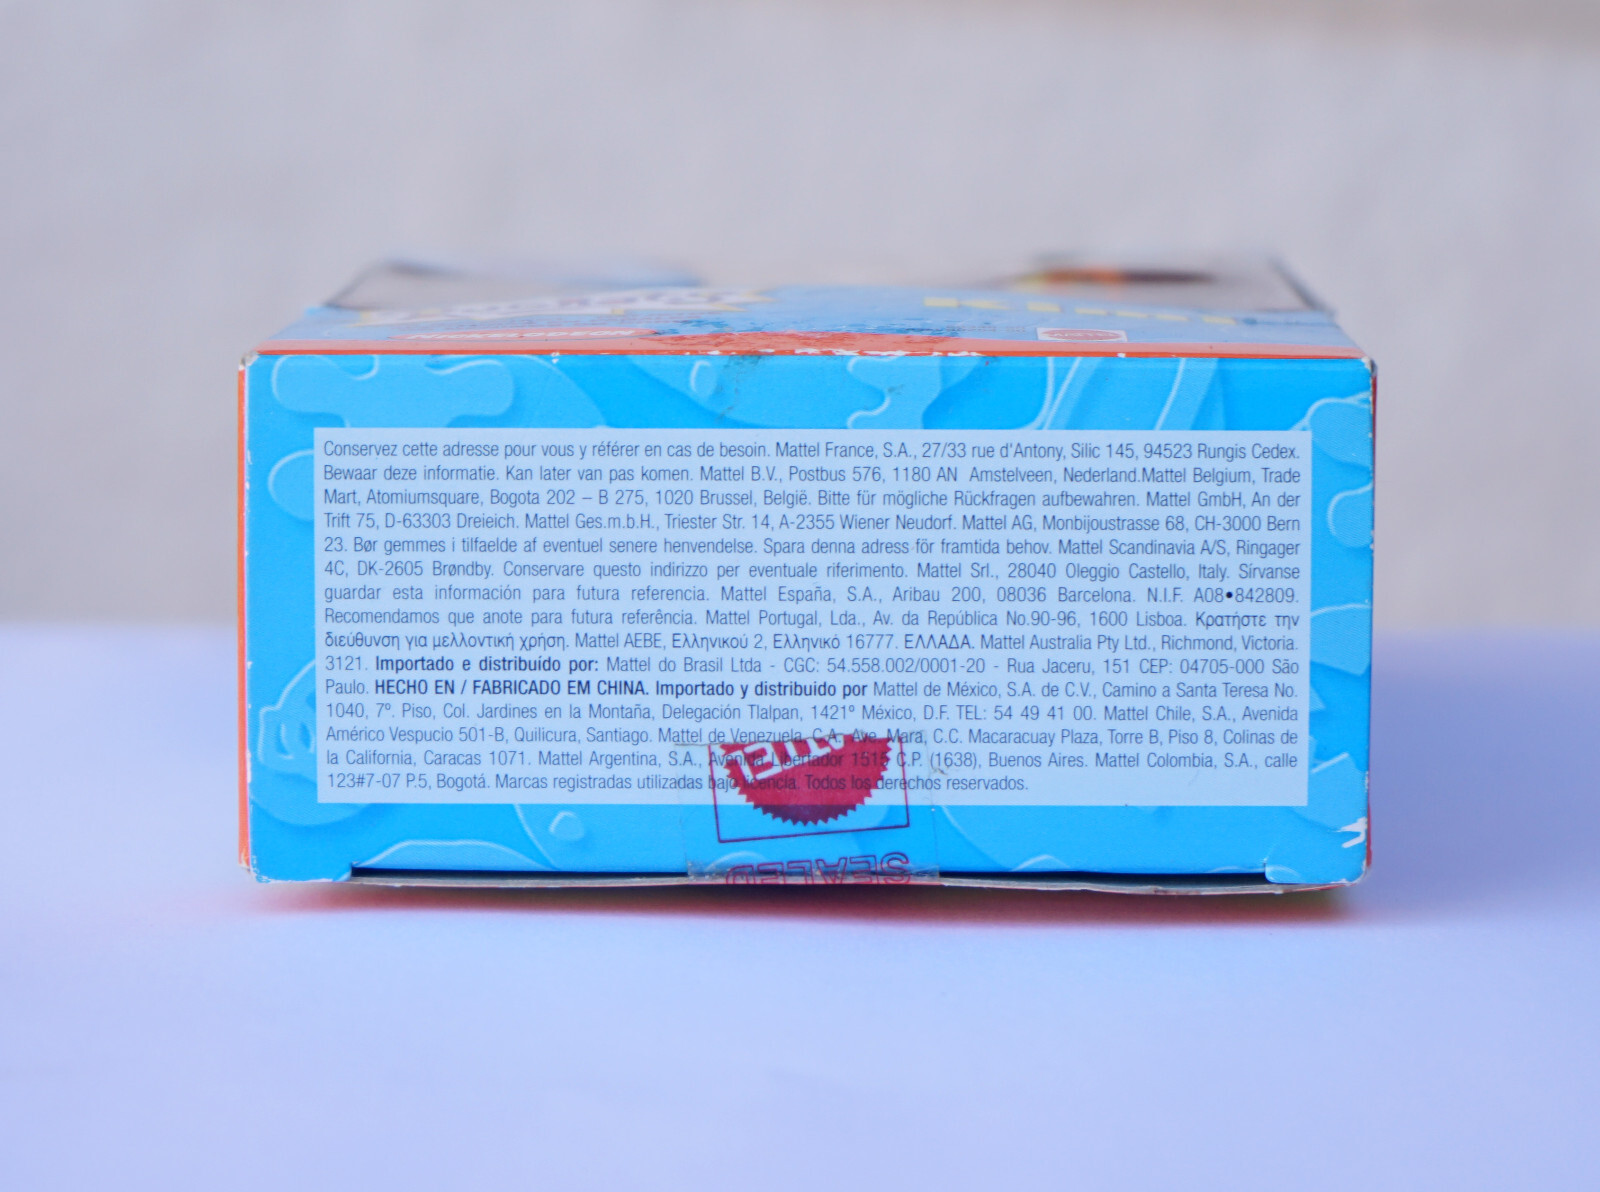 NICKELODEON
Conservez cette adresse pour vous y référer en cas de besoin. Mattel France, S.A., 27/33 rue d'Antony, Silic 145, 94523 Rungis Cedex.
Bewaar deze informatie. Kan later van pas komen. Mattel B.V., Postbus 576, 1180 AN Amstelveen, Nederland.Mattel Belgium, Trade
Mart, Atomiumsquare, Bogota 202 – B 275, 1020 Brussel, België. Bitte für mögliche Rückfragen aufbewahren. Mattel GmbH, An der
Trift 75, D-63303 Dreieich. Mattel Ges.m.b.H., Triester Str. 14, A-2355 Wiener Neudorf. Mattel AG, Monbijoustrasse 68, CH-3000 Bern
23. Bør gemmes i tilfaelde af eventuel senere henvendelse. Spara denna adress för framtida behov. Mattel Scandinavia A/S, Ringager
4C, DK-2605 Brøndby. Conservare questo indirizzo per eventuale riferimento. Mattel Srl., 28040 Oleggio Castello, Italy. Sírvanse
guardar esta información para futura referencia. Mattel España, S.A., Aribau 200, 08036 Barcelona. N.I.F. A08•842809.
Recomendamos que anote para futura referência. Mattel Portugal, Lda., Av. da República No.90-96, 1600 Lisboa. Κρατήστε την
διεύθυνση για μελλοντική χρήση. Mattel AEBE, Ελληνικού 2, Ελληνικό 16777. ΕΛΛΑΔΑ. Mattel Australia Pty Ltd., Richmond, Victoria.
3121. Importado e distribuído por: Mattel do Brasil Ltda - CGC: 54.558.002/0001-20 - Rua Jaceru, 151 CEP: 04705-000 São
Paulo. HECHO EN / FABRICADO EM CHINA. Importado y distribuido por Mattel de México, S.A. de C.V., Camino a Santa Teresa No.
1040, 7º. Piso, Col. Jardines en la Montaña, Delegación Tlalpan, 1421º México, D.F. TEL: 54 49 41 00. Mattel Chile, S.A., Avenida
Américo Vespucio 501-B, Quilicura, Santiago. Mattel de Venezuela, C.A., Ave. Mara, C.C. Macaracuay Plaza, Torre B, Piso 8, Colinas de
la California, Caracas 1071. Mattel Argentina, S.A., Avenida Libertador 1515 C.P. (1638), Buenos Aires. Mattel Colombia, S.A., calle
123#7-07 P.5, Bogotá. Marcas registradas utilizadas bajo licencia. Todos los derechos reservados.
SEALED